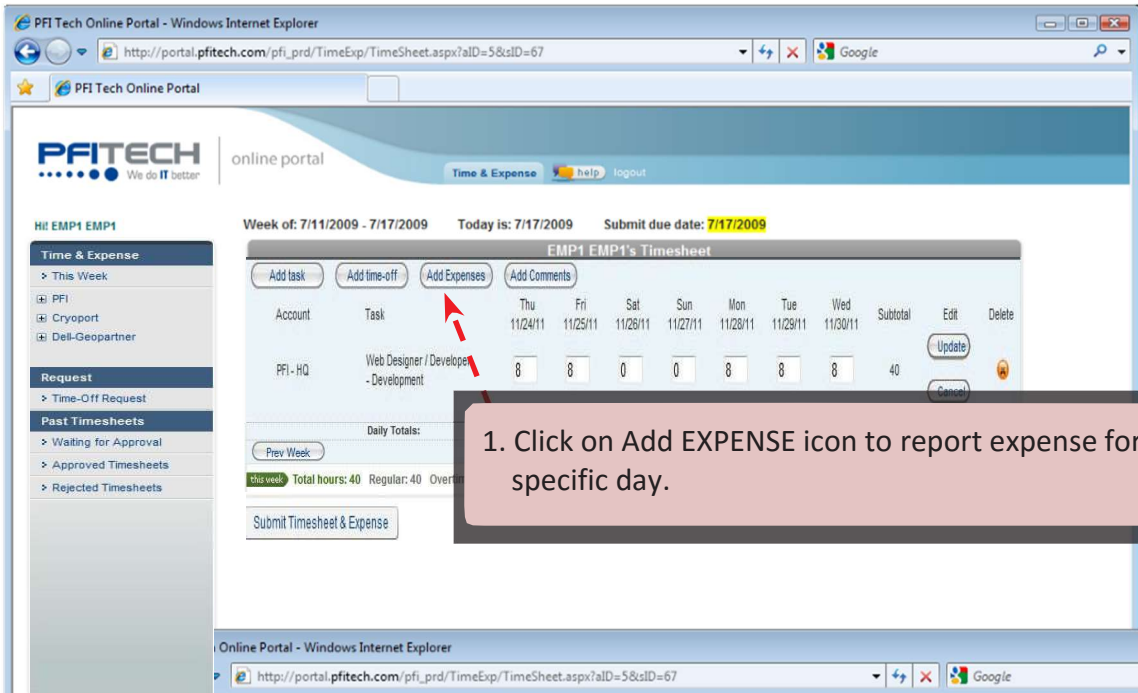 PFI Tech Online Portal - Windows Internet Explorer
http://portal.pfitech.com/pfi_prd/TimeExp/TimeSheet.aspx?aID=5&sID=67
Google
PFI Tech Online Portal
PFITECH
We do IT better
online portal
Time & Expense help logout
Hi! EMP1 EMP1
Week of: 7/11/2009 - 7/17/2009 Today is: 7/17/2009 Submit due date: 7/17/2009
Time & Expense
This Week
PFI
Cryoport
Dell-Geopartner
Request
Time-Off Request
Past Timesheets
Waiting for Approval
Approved Timesheets
Rejected Timesheets
EMP1 EMP1's Timesheet
Add task Add time-off Add Expenses Add Comments
Account Task Thu 11/24/11 Fri 11/25/11 Sat 11/26/11 Sun 11/27/11 Mon 11/28/11 Tue 11/29/11 Wed 11/30/11 Subtotal Edit Delete
PFI - HQ Web Designer / Developer - Development 8 8 0 0 8 8 8 40 Update Cancel
Daily Totals:
Prev Week
this week Total hours: 40 Regular: 40
Submit Timesheet & Expense
1. Click on Add EXPENSE icon to report expense for
specific day.
Online Portal - Windows Internet Explorer
http://portal.pfitech.com/pfi_prd/TimeExp/TimeSheet.aspx?aID=5&sID=67
Google